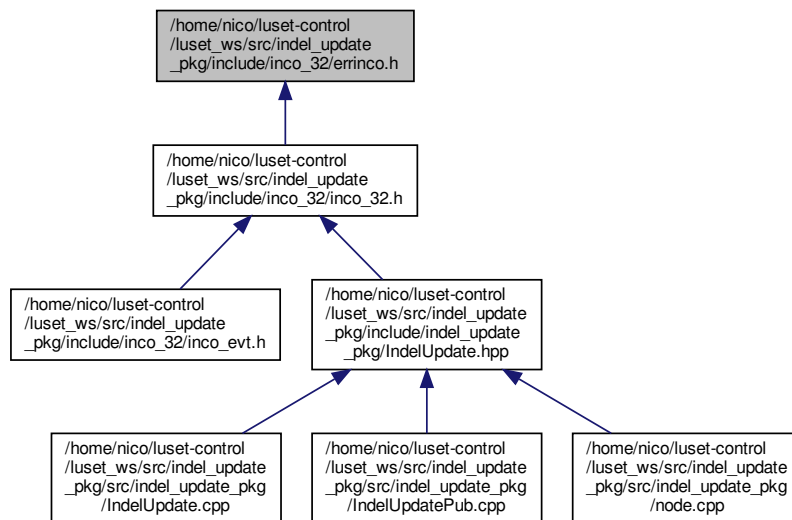 /home/nico/luset-control
/luset_ws/src/indel_update
_pkg/include/inco_32/errinco.h
/home/nico/luset-control
/luset_ws/src/indel_update
_pkg/include/inco_32/inco_32.h
/home/nico/luset-control
/luset_ws/src/indel_update
_pkg/include/inco_32/inco_evt.h
/home/nico/luset-control
/luset_ws/src/indel_update
_pkg/include/indel_update
_pkg/IndelUpdate.hpp
/home/nico/luset-control
/luset_ws/src/indel_update
_pkg/src/indel_update_pkg
/IndelUpdate.cpp
/home/nico/luset-control
/luset_ws/src/indel_update
_pkg/src/indel_update_pkg
/IndelUpdatePub.cpp
/home/nico/luset-control
/luset_ws/src/indel_update
_pkg/src/indel_update_pkg
/node.cpp